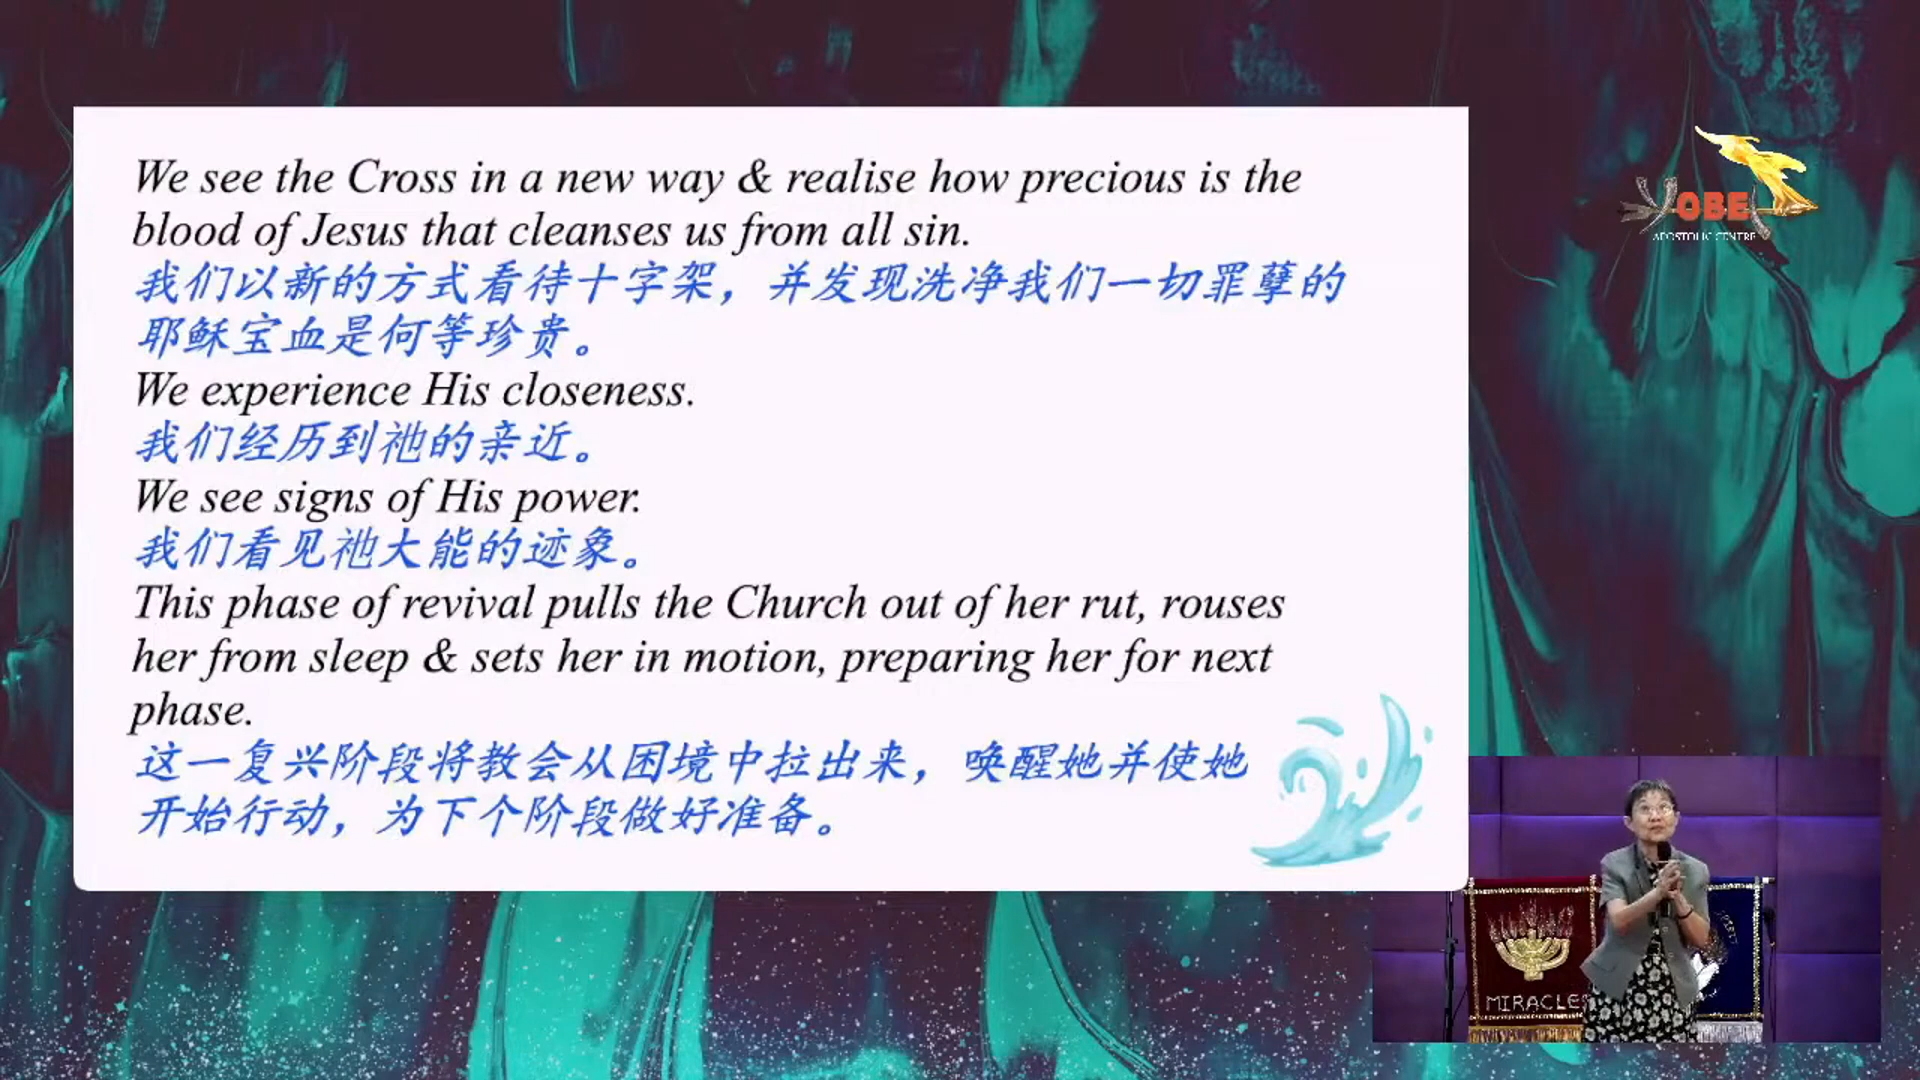 We see the Cross in a new way & realise how precious is the
blood of Jesus that cleanses us from all sin.
我们以新的方式看待十字架，并发现洗净我们一切罪孽的
耶稣宝血是何等珍贵。
We experience His closeness.
我们经历到祂的亲近。
We see signs of His power.
我们看见祂大能的迹象。
This phase of revival pulls the Church out of her rut, rouses
her from sleep & sets her in motion, preparing her for next
phase.
这一复兴阶段将教会从困境中拉出来，唤醒她并使她
开始行动，为下个阶段做好准备。
YOBEL
APOSTOLIC CENTRE
MIRACLES